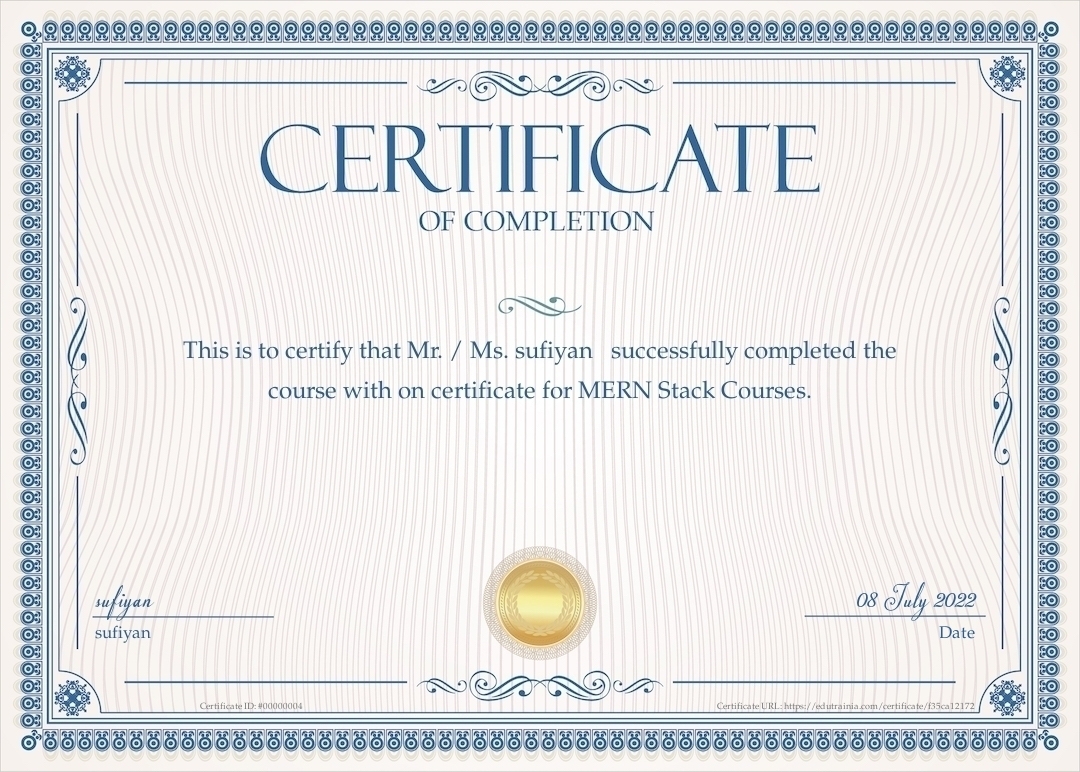 CERTIFICATE
OF COMPLETION
This is to certify that Mr. / Ms. sufiyan successfully completed the
course with on certificate for MERN Stack Courses.
sufiyan
sufiyan
08 July 2022
Date
Certificate ID: #00000004
Certificate URL: https://edutrainia.com/certificate/f35ca12172